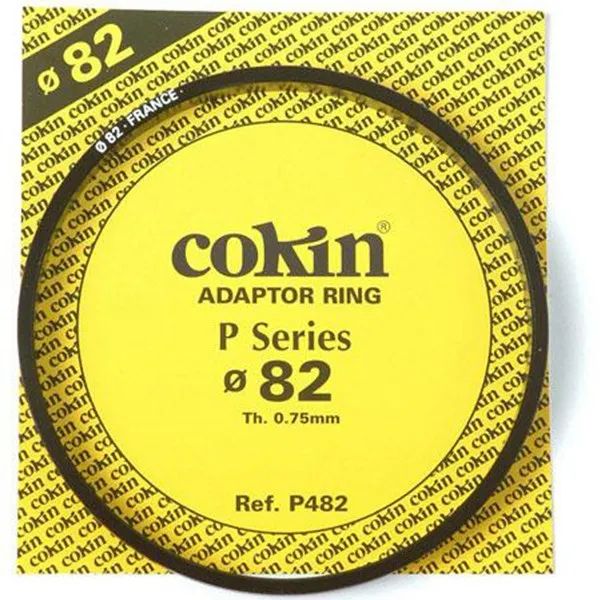 ø 82
ø 82 · FRANCE ·
cokin®
ADAPTOR RING
P Series
ø 82
Th. 0.75mm
Ref. P482